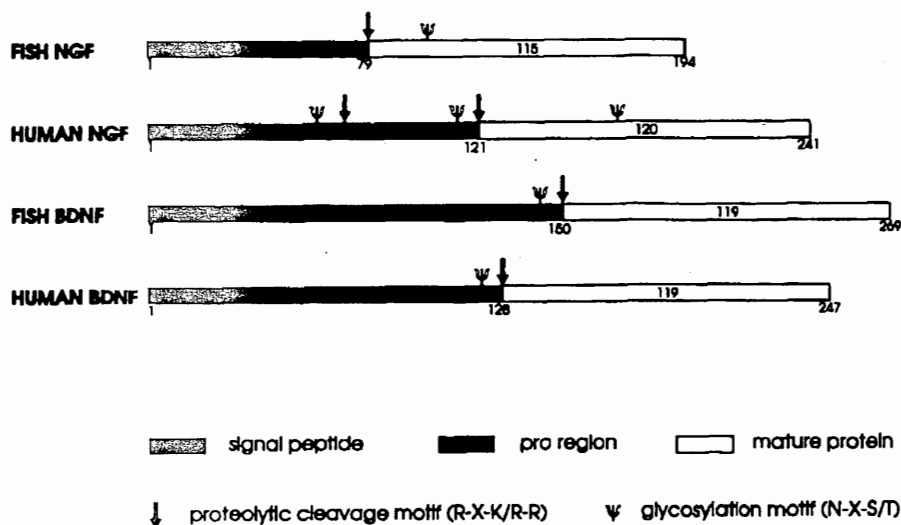 FISH NGF
115
1
79
194
HUMAN NGF
120
121
241
FISH BDNF
119
1
150
269
HUMAN BDNF
119
1
128
247
signal peptide
pro region
mature protein
proteolytic cleavage motif (R-X-K/R-R)
glycosylation motif (N-X-S/T)